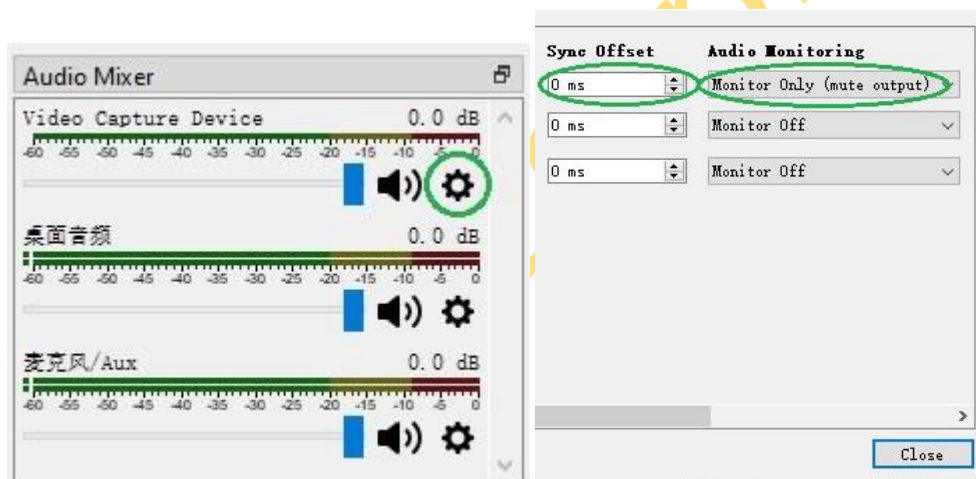 Audio Mixer
Video Capture Device 0.0 dB
-60 -55 -50 -45 -40 -35 -30 -25 -20 -15 -10 -5 0
桌面音频 0.0 dB
-60 -55 -50 -45 -40 -35 -30 -25 -20 -15 -10 -5 0
麦克风/Aux 0.0 dB
-60 -55 -50 -45 -40 -35 -30 -25 -20 -15 -10 -5 0
Sync Offset Audio Monitoring
0 ms Monitor Only (mute output)
0 ms Monitor Off
0 ms Monitor Off
Close